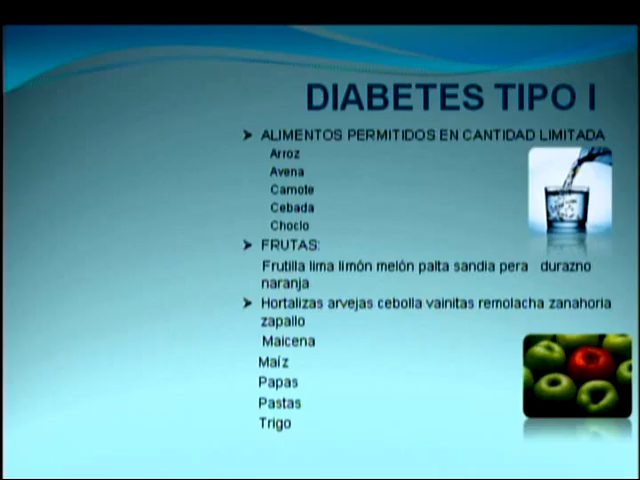 DIABETES TIPO I
ALIMENTOS PERMITIDOS EN CANTIDAD LIMITADA
Arroz
Avena
Camote
Cebada
Choclo
FRUTAS:
Frutilla lima limón melón palta sandia pera durazno
naranja
Hortalizas arvejas cebolla vainitas remolacha zanahoria
zapallo
Maicena
Maíz
Papas
Pastas
Trigo